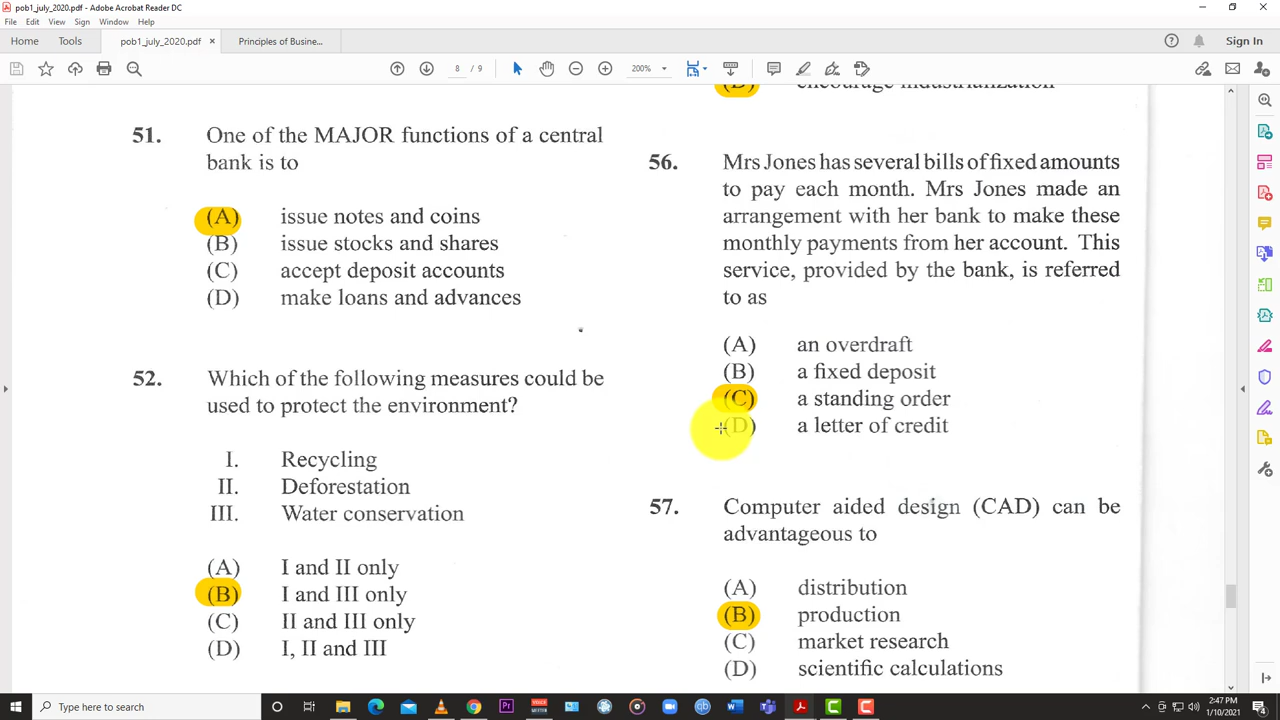 pob1_july_2020.pdf - Adobe Acrobat Reader DC
File Edit View Sign Window Help
Home Tools pob1_july_2020.pdf × Principles of Busine...
Sign In
8 / 9
200%
51. One of the MAJOR functions of a central
bank is to
(A) issue notes and coins
(B) issue stocks and shares
(C) accept deposit accounts
(D) make loans and advances
52. Which of the following measures could be
used to protect the environment?
I. Recycling
II. Deforestation
III. Water conservation
(A) I and II only
(B) I and III only
(C) II and III only
(D) I, II and III
(D) encourage industrialization
56. Mrs Jones has several bills of fixed amounts
to pay each month. Mrs Jones made an
arrangement with her bank to make these
monthly payments from her account. This
service, provided by the bank, is referred
to as
(A) an overdraft
(B) a fixed deposit
(C) a standing order
(D) a letter of credit
57. Computer aided design (CAD) can be
advantageous to
(A) distribution
(B) production
(C) market research
(D) scientific calculations
Type here to search
2:47 PM
1/10/2021